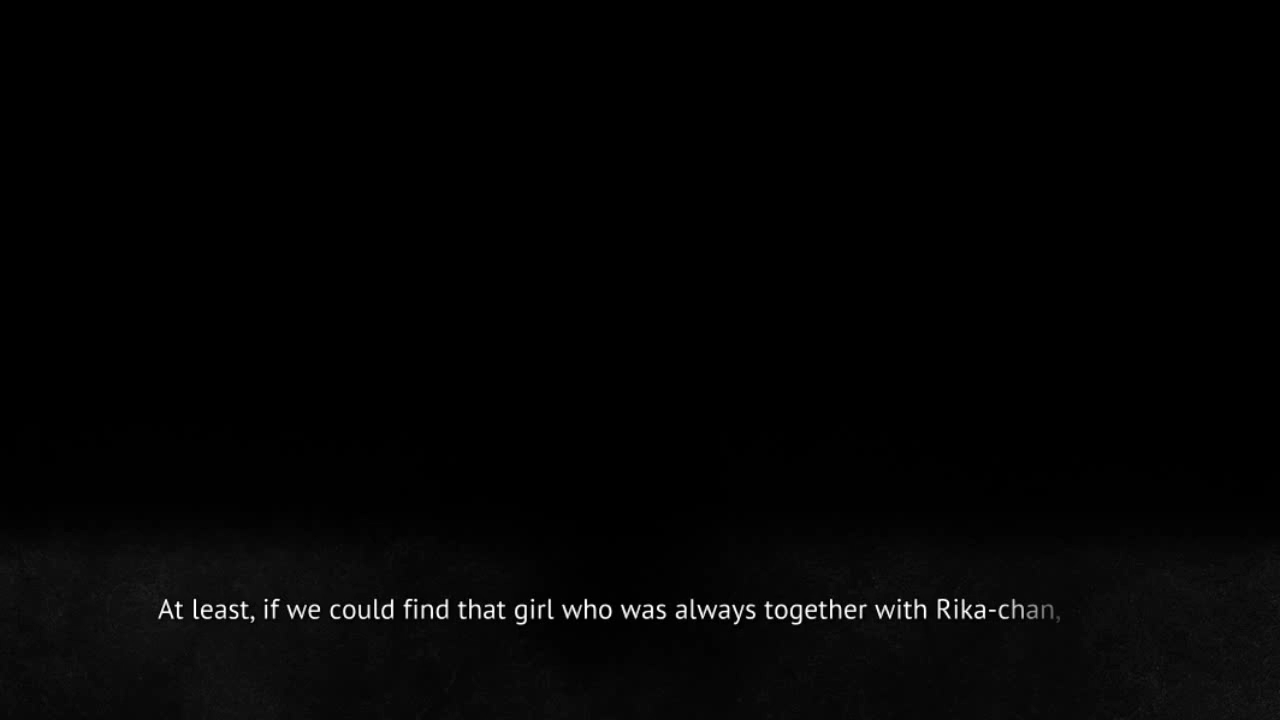 At least, if we could find that girl who was always together with Rika-chan,